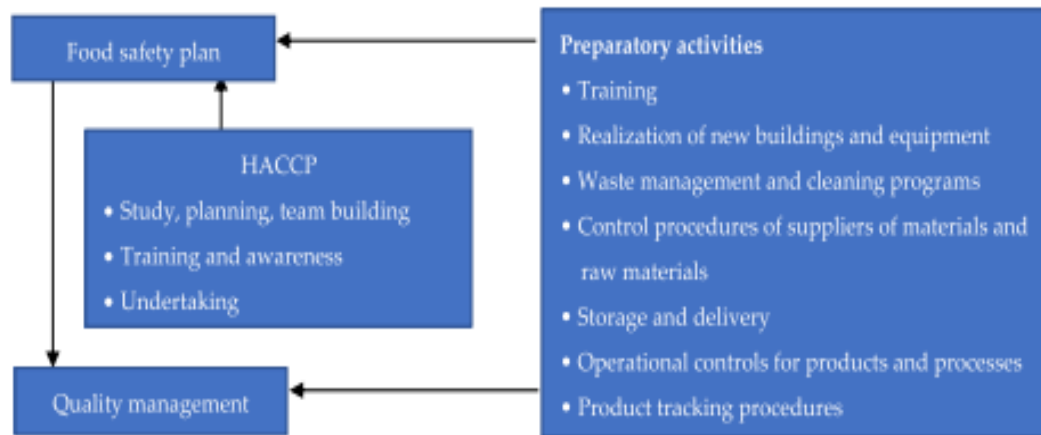 Food safety plan
HACCP
• Study, planning, team building
• Training and awareness
• Undertaking
Quality management
Preparatory activities
• Training
• Realization of new buildings and equipment
• Waste management and cleaning programs
• Control procedures of suppliers of materials and
raw materials
• Storage and delivery
• Operational controls for products and processes
• Product tracking procedures